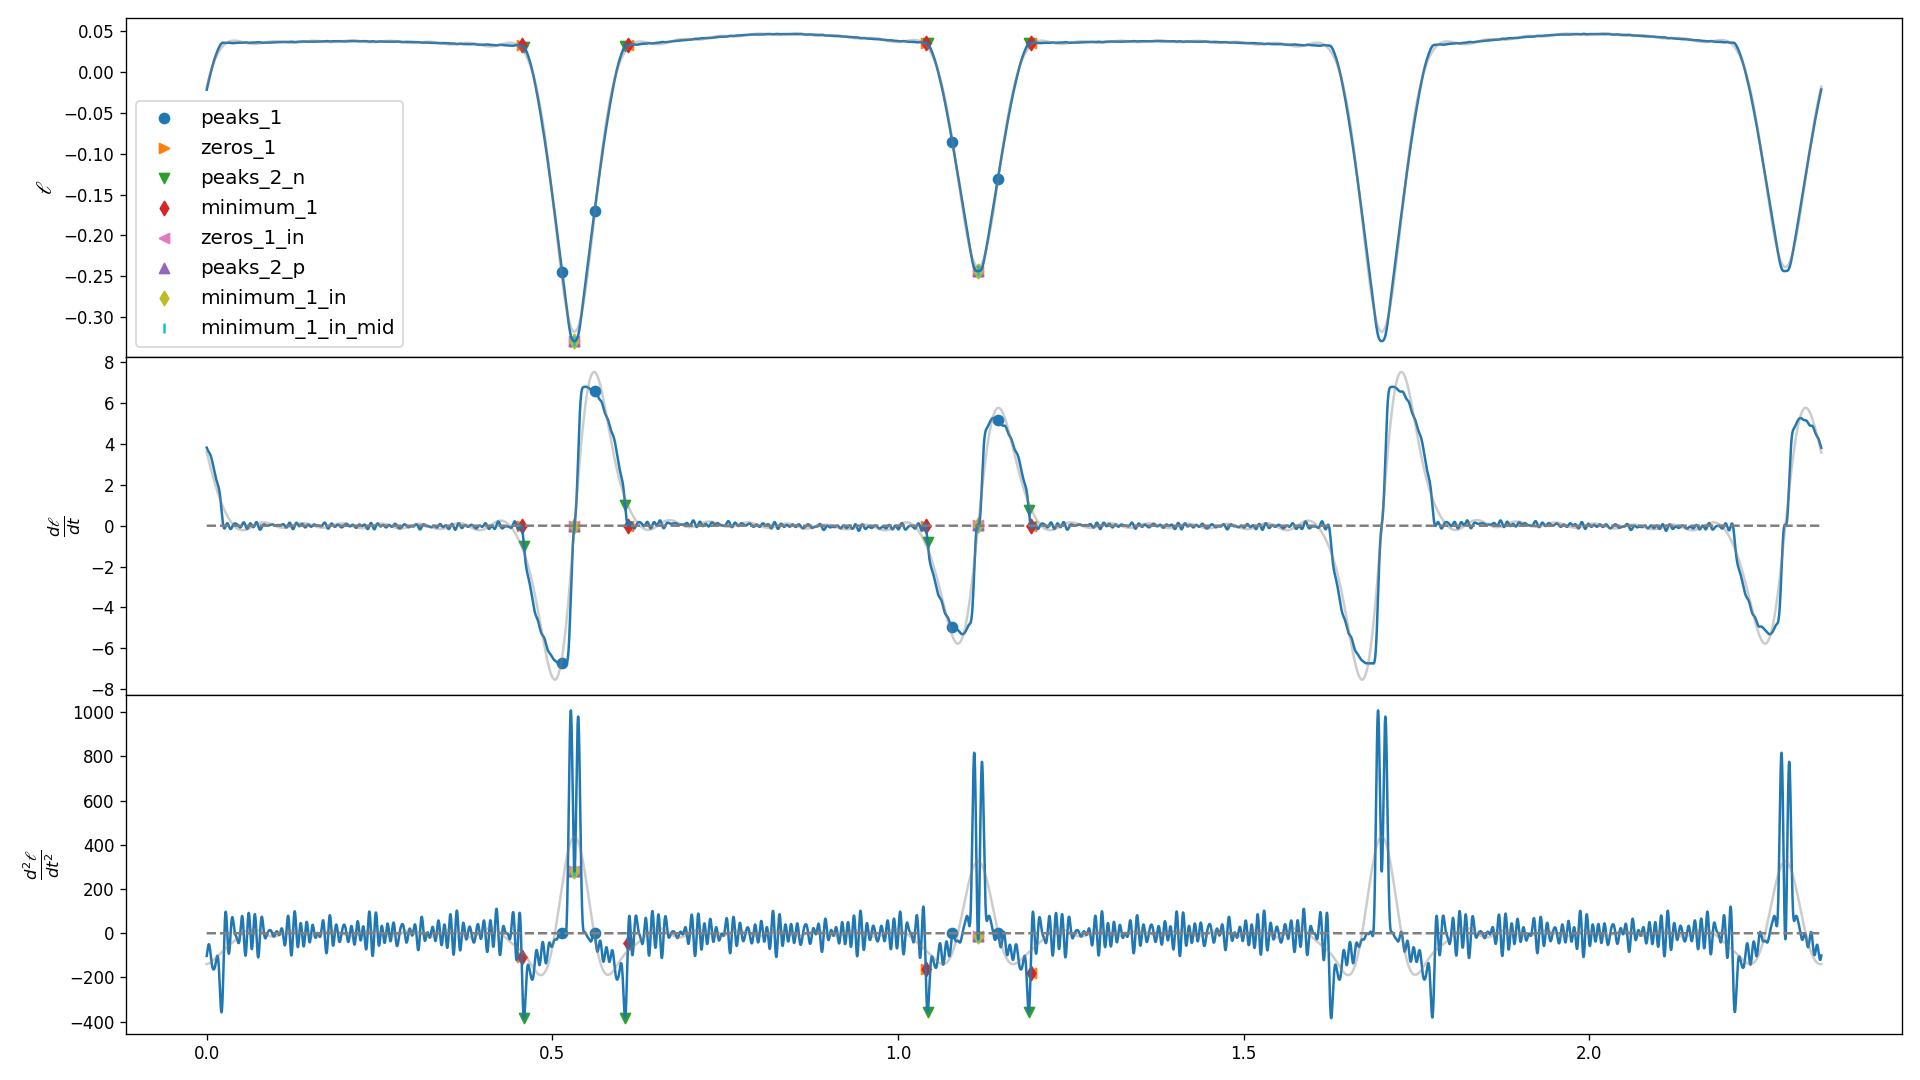 0.05
0.00
−0.05
−0.10
−0.15
−0.20
−0.25
−0.30
ℓ
peaks_1
zeros_1
peaks_2_n
minimum_1
zeros_1_in
peaks_2_p
minimum_1_in
minimum_1_in_mid
8
6
4
2
0
−2
−4
−6
−8
dℓ
dt
1000
800
600
400
200
0
−200
−400
d²ℓ
dt²
0.0 0.5 1.0 1.5 2.0